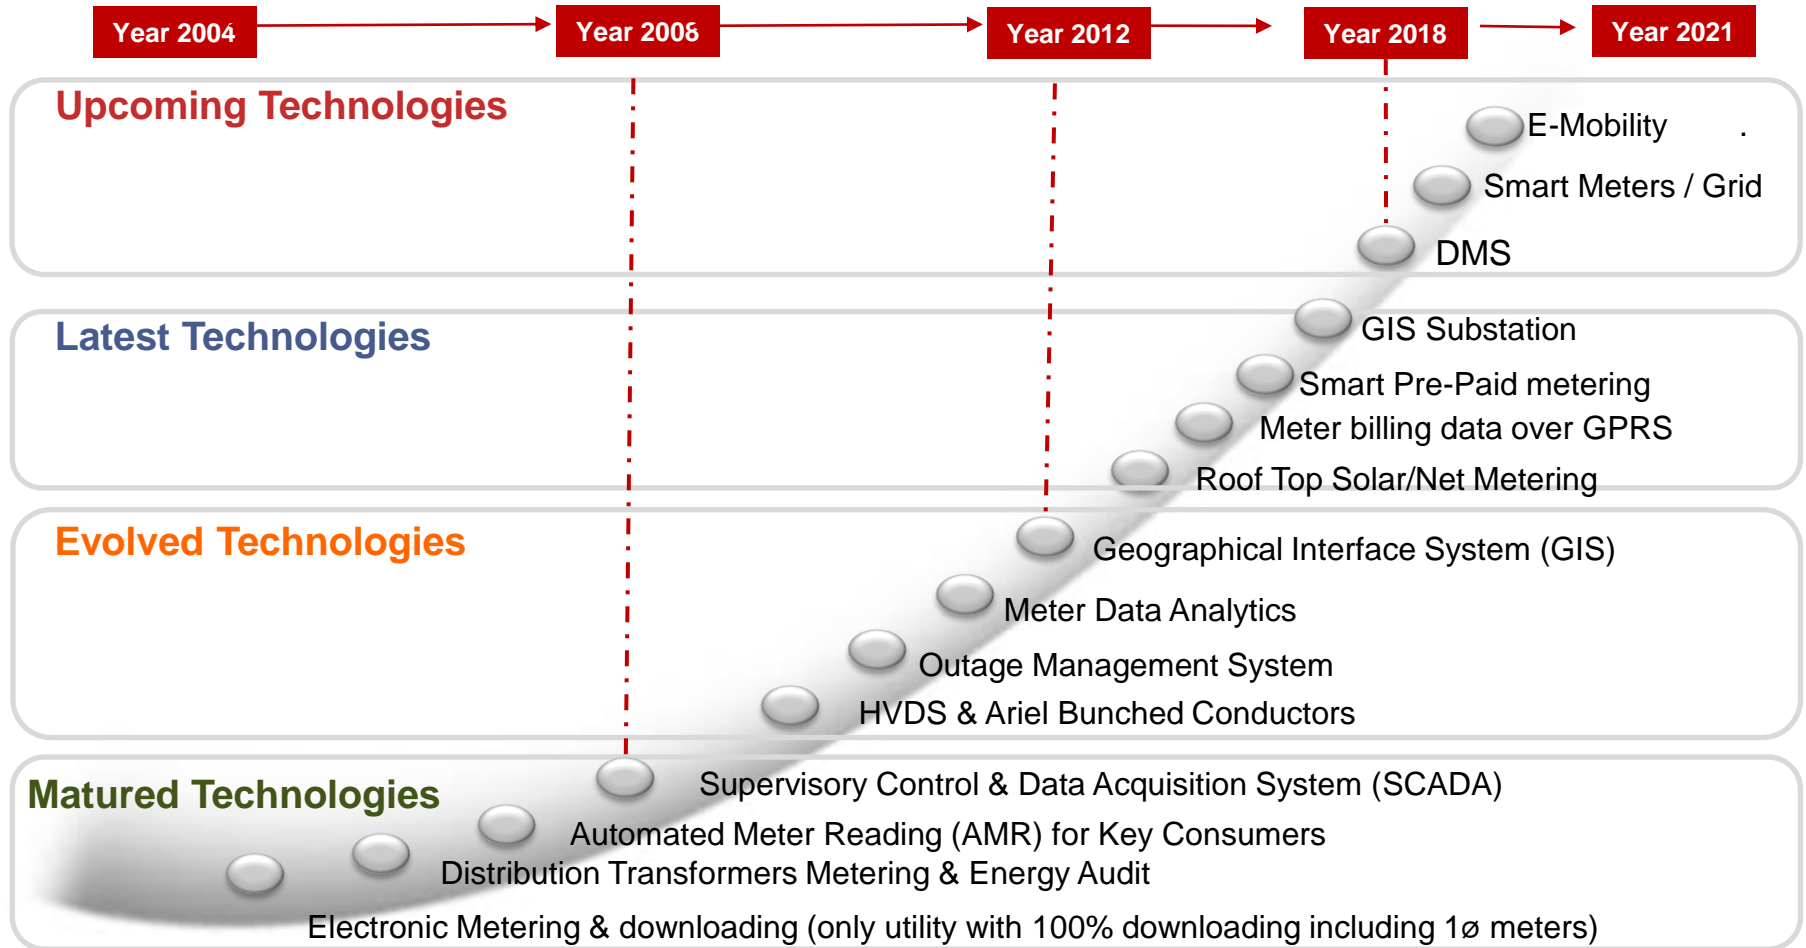 Year 2004
Year 2008
Year 2012
Year 2018
Year 2021
Upcoming Technologies
E-Mobility .
Smart Meters / Grid
DMS
Latest Technologies
GIS Substation
Smart Pre-Paid metering
Meter billing data over GPRS
Roof Top Solar/Net Metering
Evolved Technologies
Geographical Interface System (GIS)
Meter Data Analytics
Outage Management System
HVDS & Ariel Bunched Conductors
Matured Technologies
Supervisory Control & Data Acquisition System (SCADA)
Automated Meter Reading (AMR) for Key Consumers
Distribution Transformers Metering & Energy Audit
Electronic Metering & downloading (only utility with 100% downloading including 1ø meters)